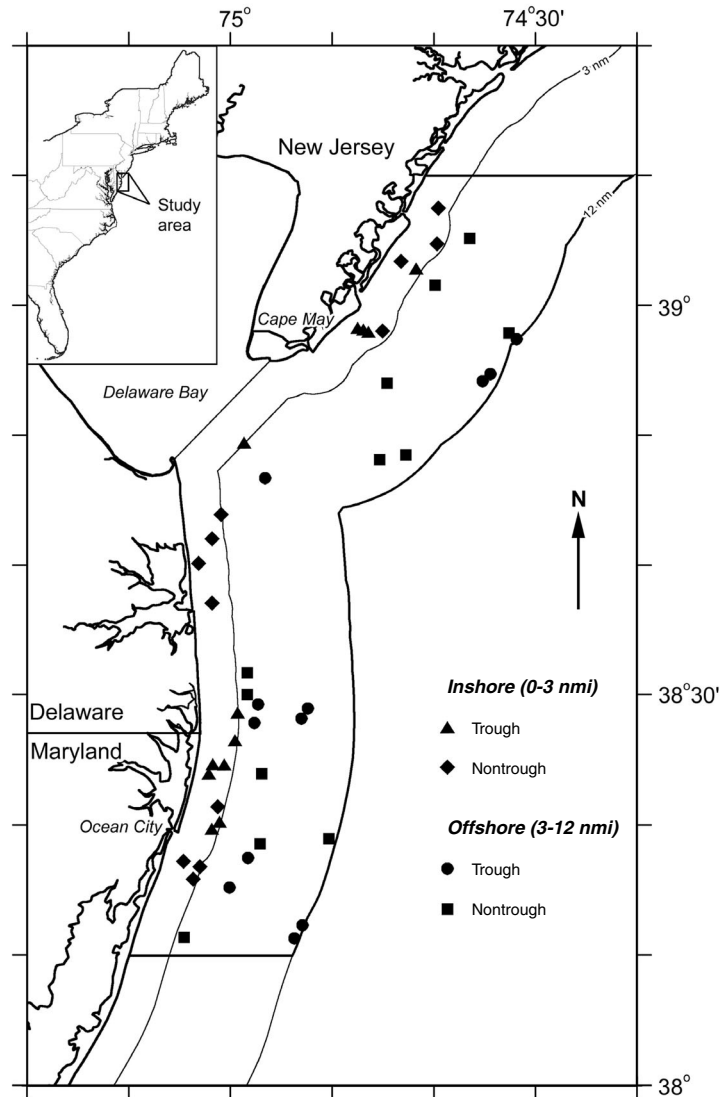 75°
74°30'
3 nm
New Jersey
12 nm
Study
area
39°
Cape May
Delaware Bay
N
Inshore (0-3 nmi)
38°30'
Delaware
Trough
Maryland
Nontrough
Ocean City
Offshore (3-12 nmi)
Trough
Nontrough
38°